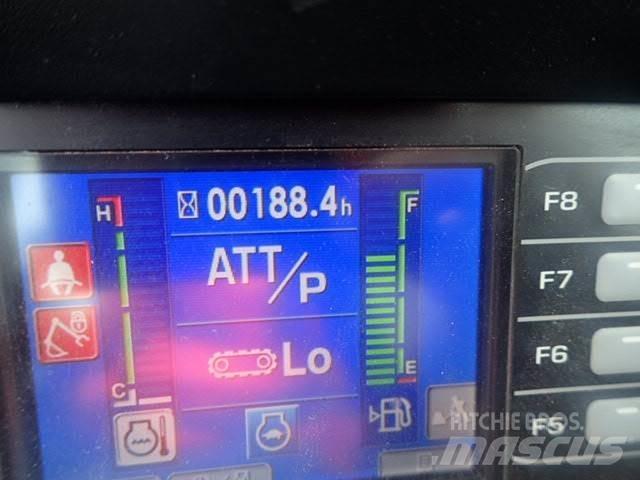 H
00188.4h
F
F8
ATT/P
F7
Lo
F6
C
E
F5
RITCHIE BROS.
MASCUS